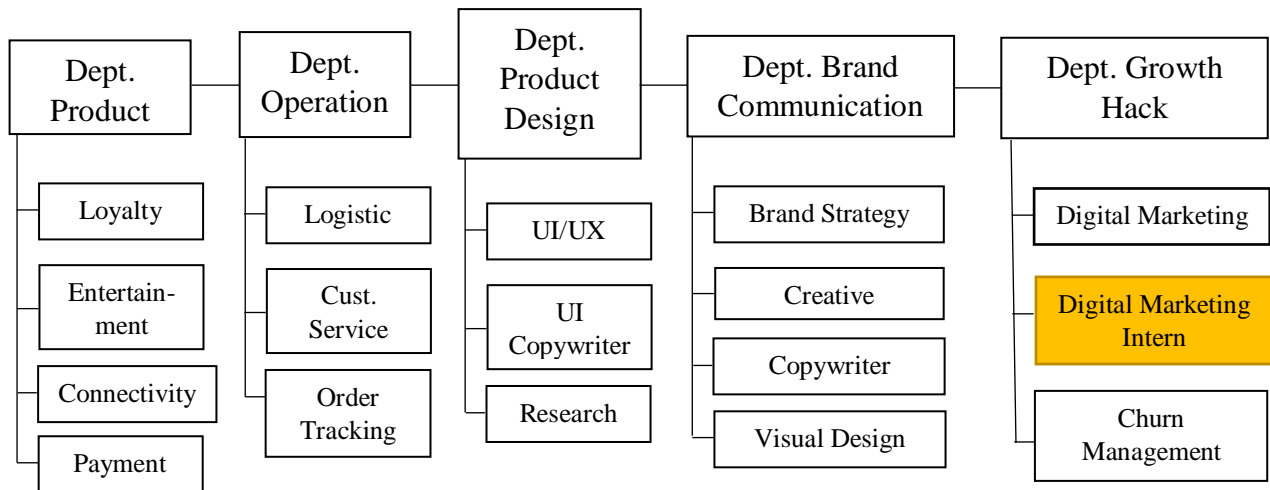 Dept.
Product
Loyalty
Entertain-
ment
Connectivity
Payment
Dept.
Operation
Logistic
Cust.
Service
Order
Tracking
Dept.
Product
Design
UI/UX
UI
Copywriter
Research
Dept. Brand
Communication
Brand Strategy
Creative
Copywriter
Visual Design
Dept. Growth
Hack
Digital Marketing
Digital Marketing
Intern
Churn
Management